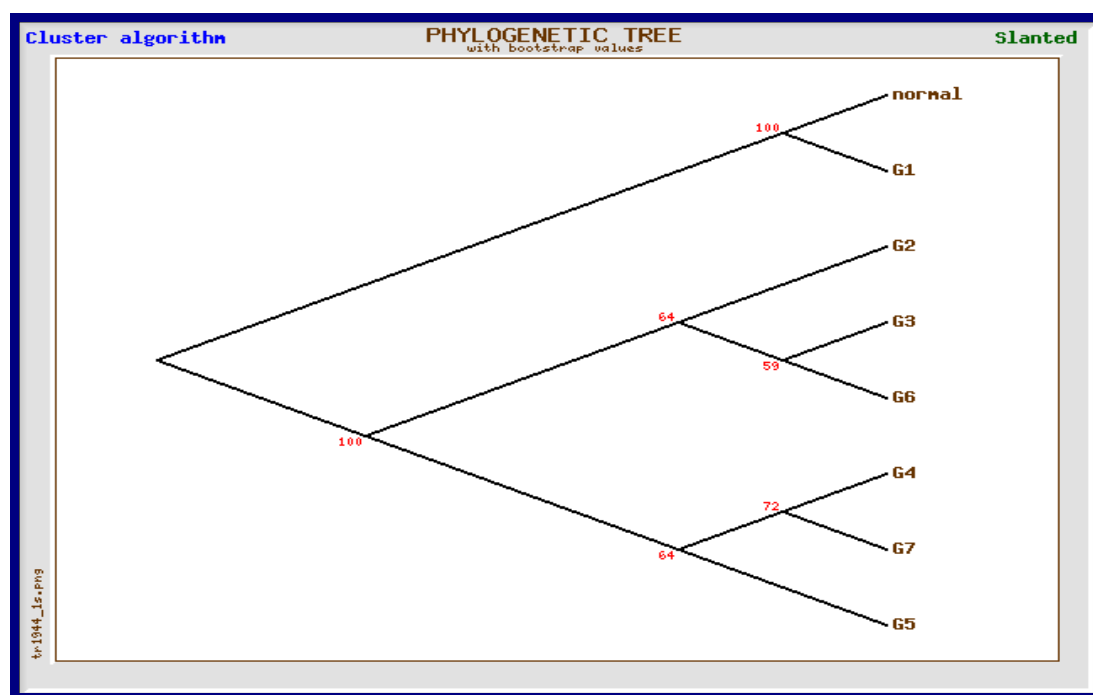 Cluster algorithm
PHYLOGENETIC TREE
with bootstrap values
Slanted
normal
100
G1
G2
64
G3
59
G6
100
G4
72
G7
64
G5
tr1944_1s.png